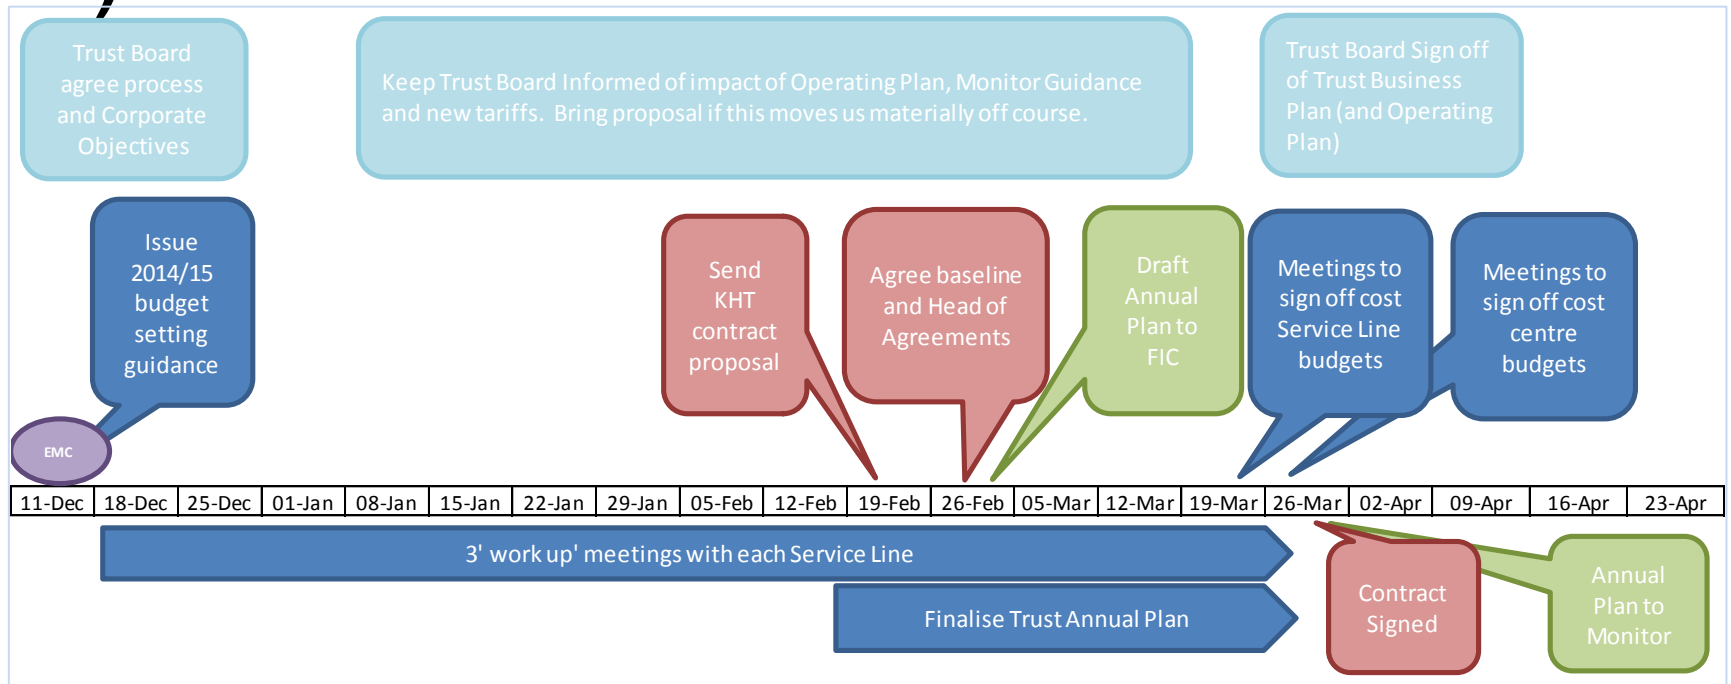 Trust Board
agree process
and Corporate
Objectives
Keep Trust Board Informed of impact of Operating Plan, Monitor Guidance
and new tariffs.  Bring proposal if this moves us materially off course.
Trust Board Sign off
of Trust Business
Plan (and Operating
Plan)
Issue
2014/15
budget
setting
guidance
Send
KHT
contract
proposal
Agree baseline
and Head of
Agreements
Draft
Annual
Plan to
FIC
Meetings to
sign off cost
Service Line
budgets
Meetings to
sign off cost
centre
budgets
EMC
11-Dec 18-Dec 25-Dec 01-Jan 08-Jan 15-Jan 22-Jan 29-Jan 05-Feb 12-Feb 19-Feb 26-Feb 05-Mar 12-Mar 19-Mar 26-Mar 02-Apr 09-Apr 16-Apr 23-Apr
3' work up' meetings with each Service Line
Finalise Trust Annual Plan
Contract
Signed
Annual
Plan to
Monitor